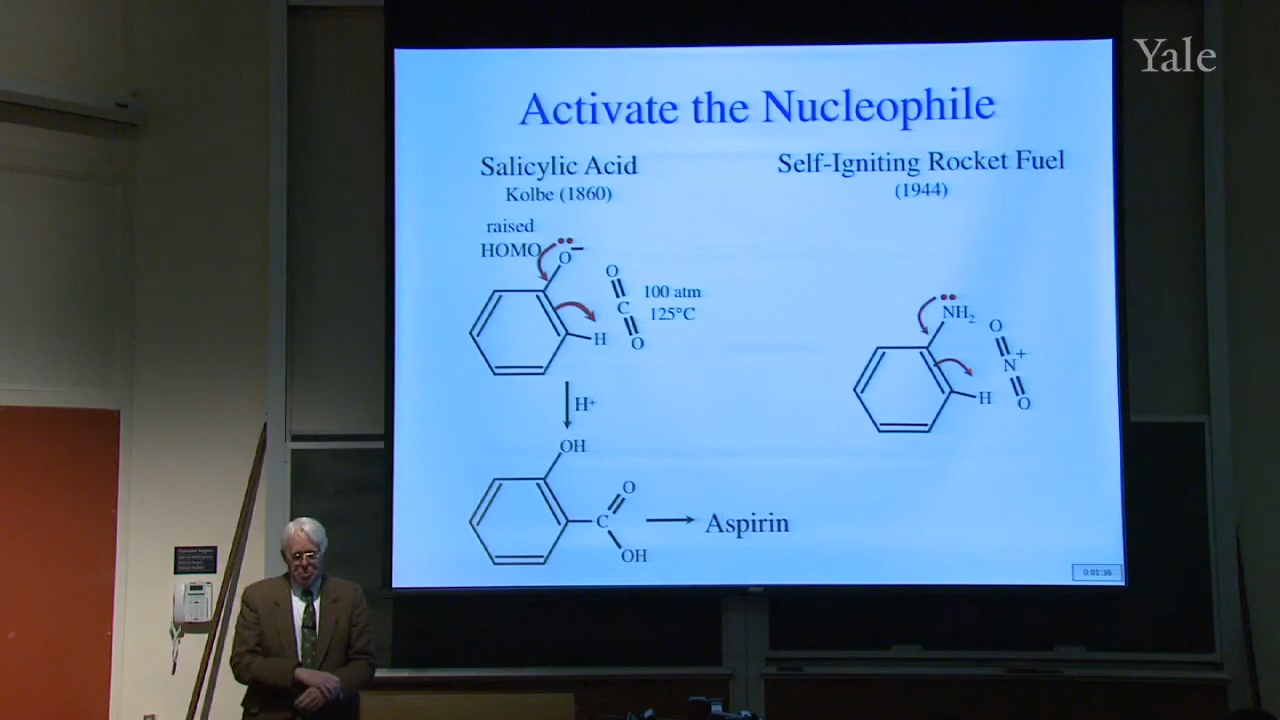 Yale
Activate the Nucleophile
Salicylic Acid
Kolbe (1860)
raised
HOMO
O−
O
C
O
H
100 atm
125°C
H+
OH
O
C
OH
Aspirin
Self-Igniting Rocket Fuel
(1944)
NH2
O
N+
O
H
0:01:36